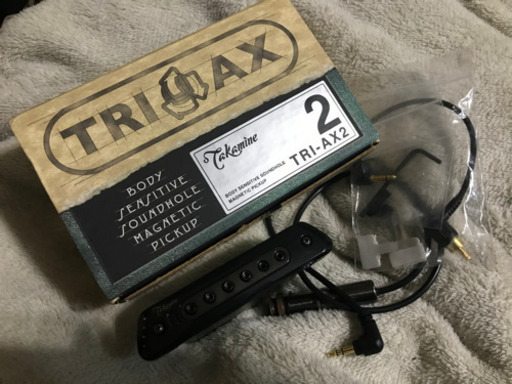 TRI AX
BODY
SENSITIVE
SOUNDHOLE
MAGNETIC
PICKUP
Takamine
2
BODY SENSITIVE SOUNDHOLE
MAGNETIC PICKUP
TRI-AX2